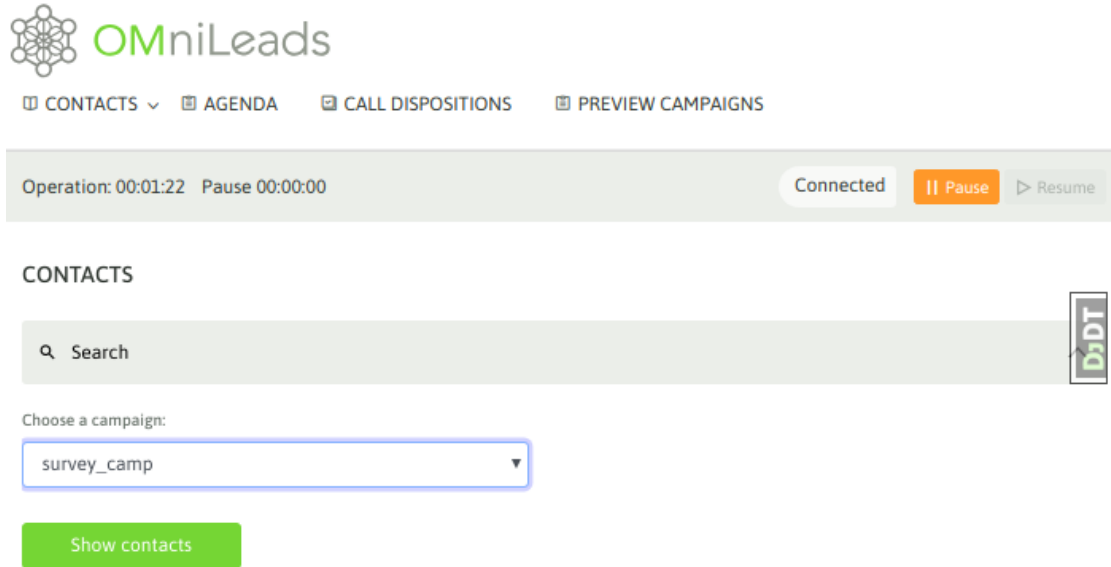 OMniLeads
CONTACTS AGENDA CALL DISPOSITIONS PREVIEW CAMPAIGNS
Operation: 00:01:22 Pause 00:00:00 Connected Pause Resume
CONTACTS
Search
DJDT
Choose a campaign:
survey_camp
Show contacts